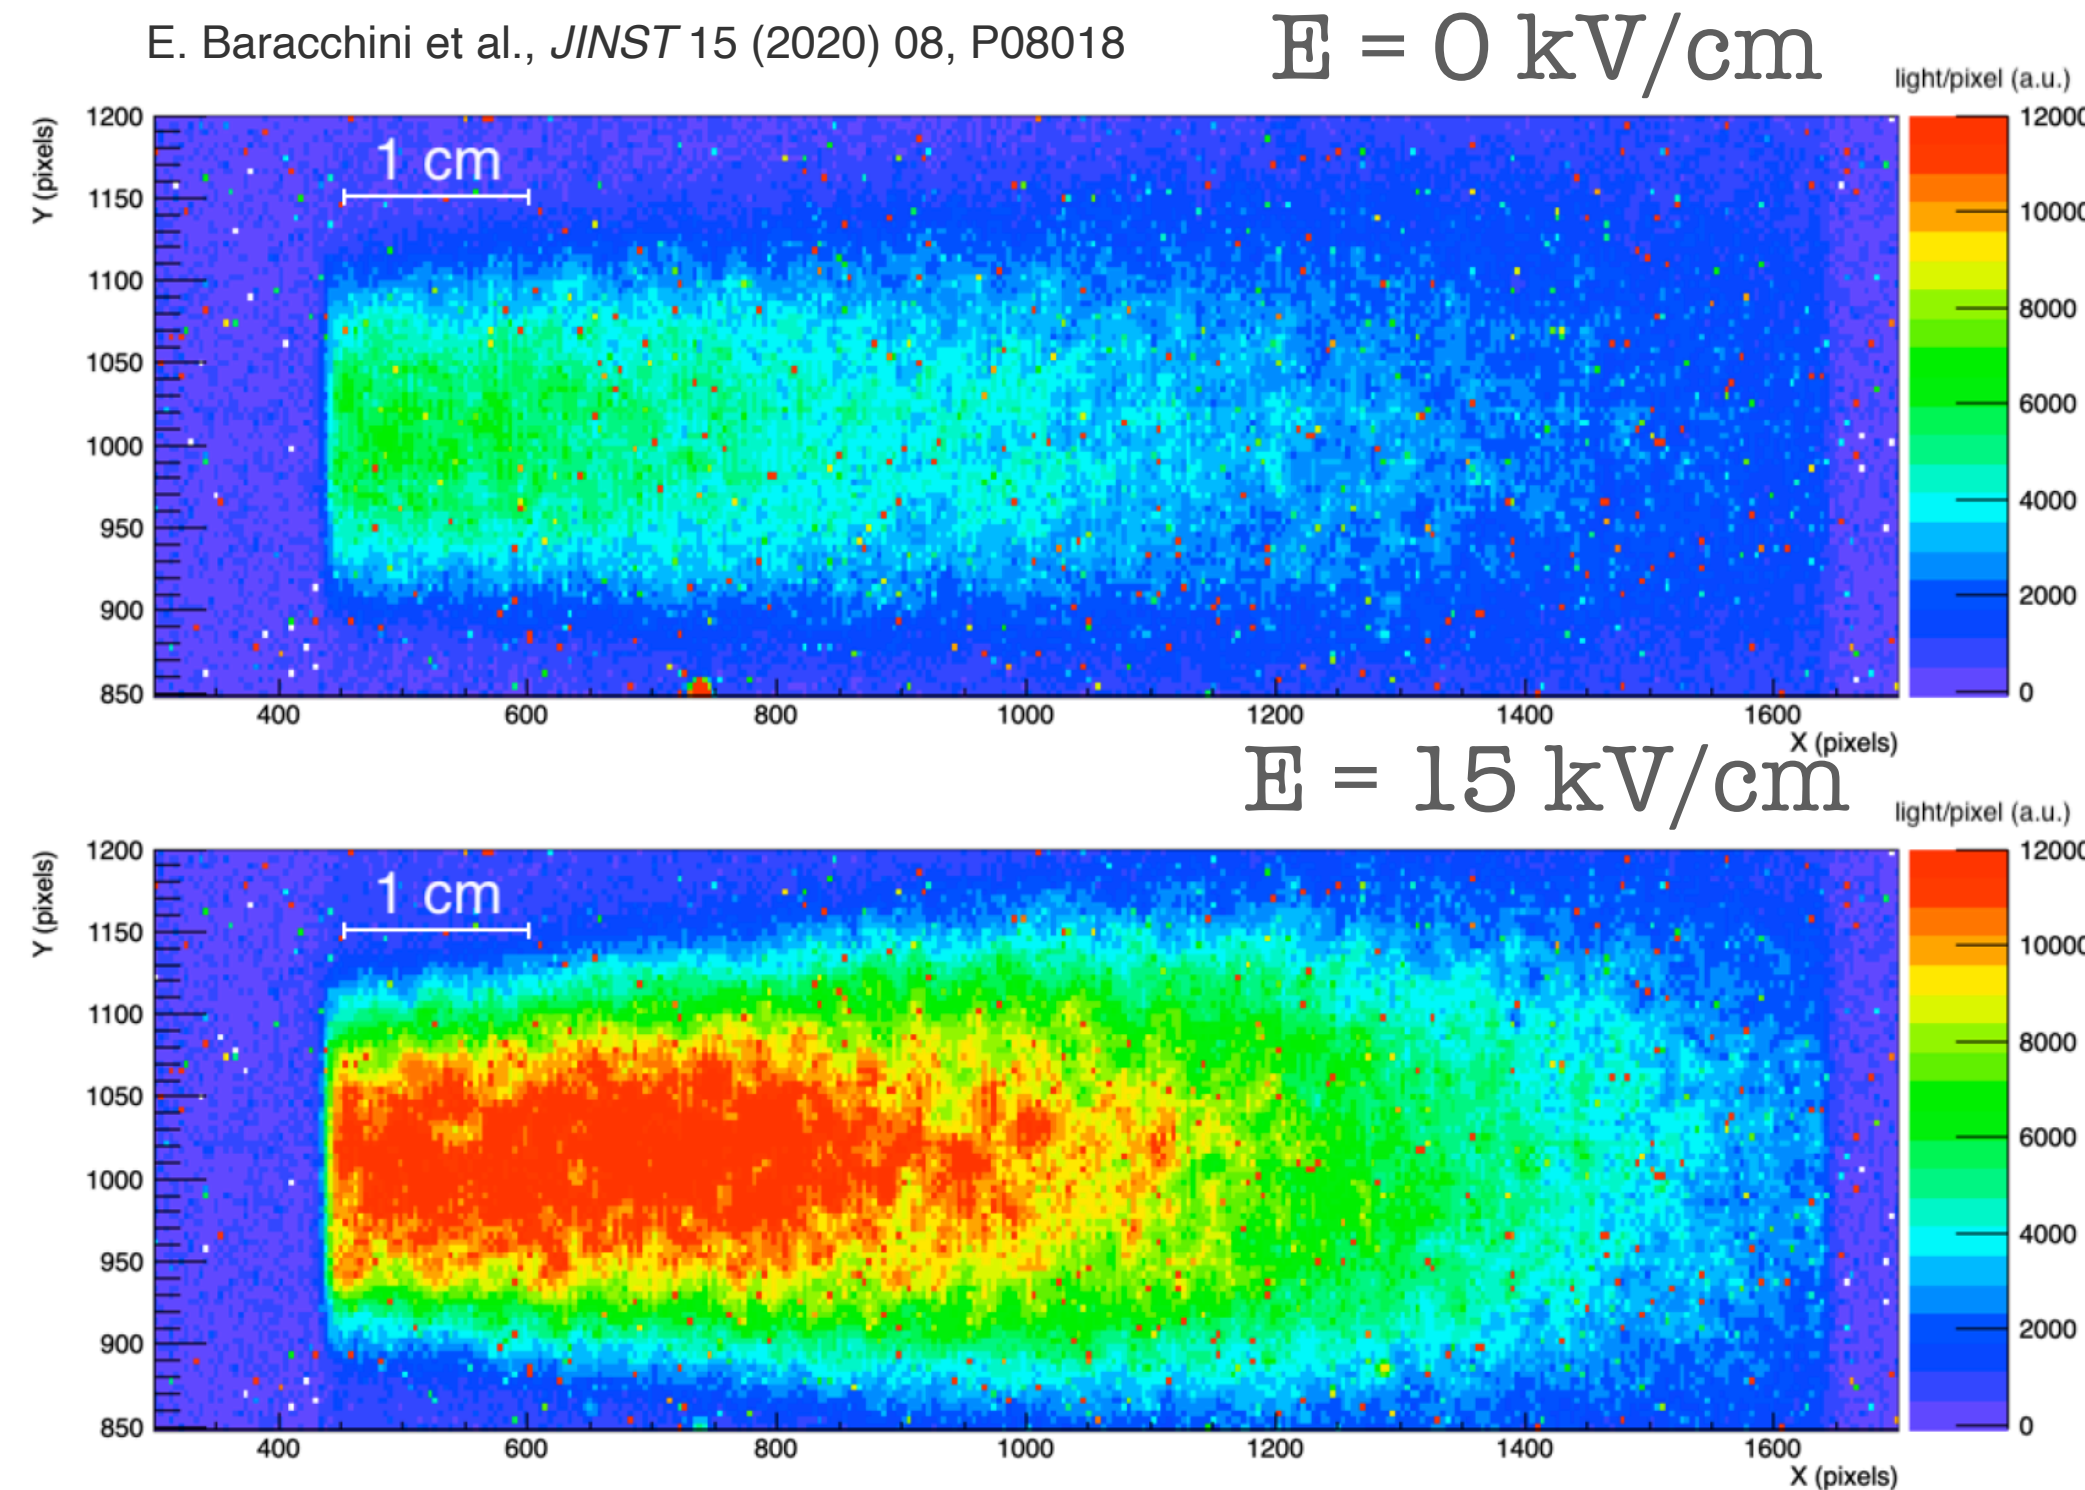 E. Baracchini et al., JINST 15 (2020) 08, P08018
E = 0 kV/cm
light/pixel (a.u.)
Y (pixels)
1200
1150
1100
1050
1000
950
900
850
1 cm
12000
10000
8000
6000
4000
2000
0
400 600 800 1000 1200 1400 1600
X (pixels)
E = 15 kV/cm
light/pixel (a.u.)
Y (pixels)
1200
1150
1100
1050
1000
950
900
850
1 cm
12000
10000
8000
6000
4000
2000
0
400 600 800 1000 1200 1400 1600
X (pixels)